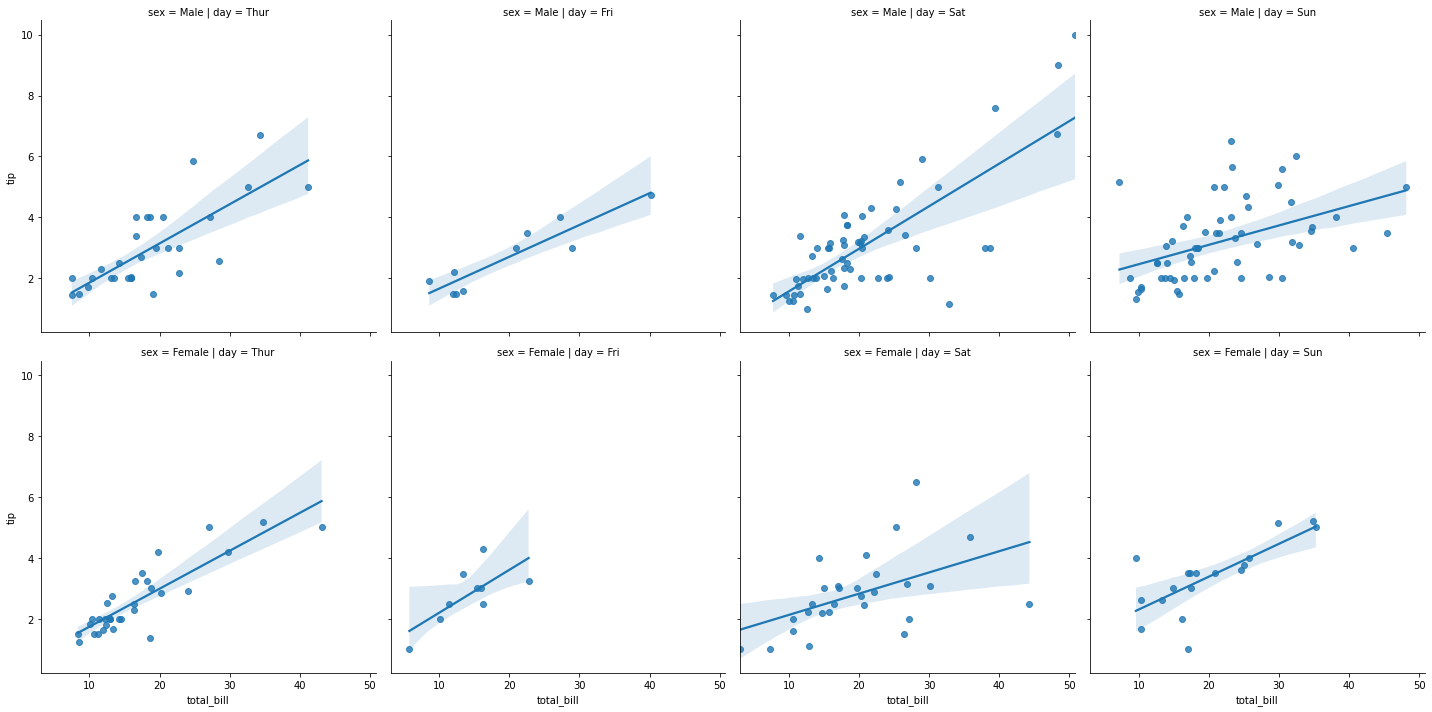 sex = Male | day = Thur
sex = Male | day = Fri
sex = Male | day = Sat
sex = Male | day = Sun
10
8
6
4
2
tip
sex = Female | day = Thur
sex = Female | day = Fri
sex = Female | day = Sat
sex = Female | day = Sun
10
8
6
4
2
tip
10 20 30 40 50
10 20 30 40 50
10 20 30 40 50
10 20 30 40 50
total_bill
total_bill
total_bill
total_bill